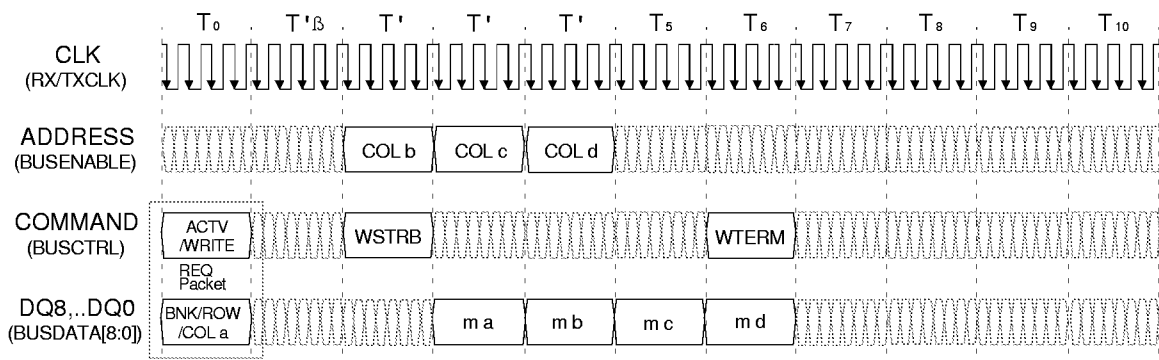 T0 T'ß T' T' T' T5 T6 T7 T8 T9 T10
CLK
(RX/TXCLK)
ADDRESS
(BUSENABLE)
COL b COL c COL d
COMMAND
(BUSCTRL)
ACTV
/WRITE
WSTRB WTERM
REQ
Packet
DQ8,..DQ0
(BUSDATA[8:0])
BNK/ROW
/COL a
m a m b m c m d